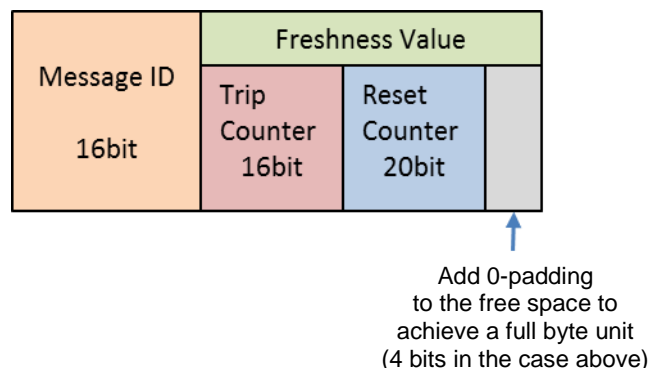 Message ID
16bit
Freshness Value
Trip
Counter
16bit
Reset
Counter
20bit
Add 0-padding
to the free space to
achieve a full byte unit
(4 bits in the case above)